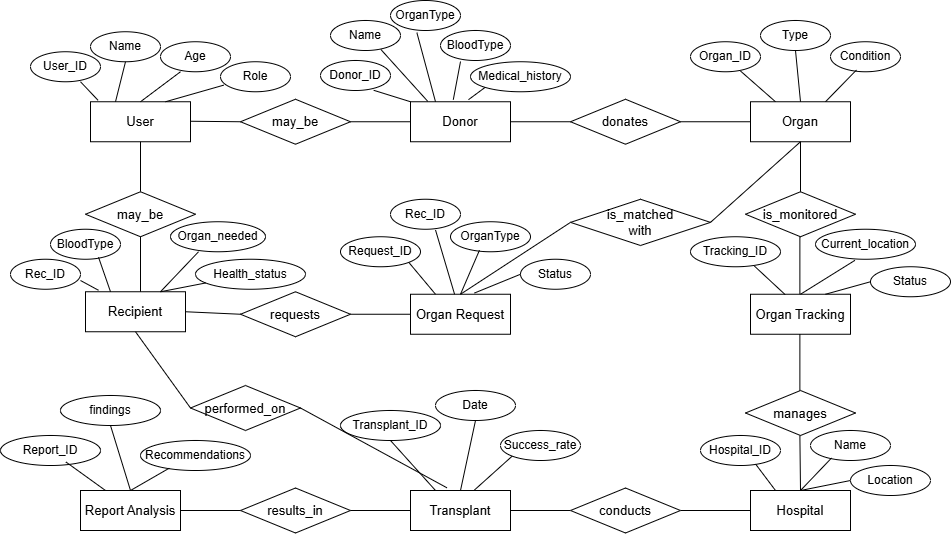 OrganType
Name
Name
Type
User_ID
Age
BloodType
Organ_ID
Condition
Role
Donor_ID
Medical_history
User
may_be
Donor
donates
Organ
may_be
Rec_ID
is_matched
with
is_monitored
Organ_needed
BloodType
OrganType
Current_location
Request_ID
Tracking_ID
Rec_ID
Health_status
Status
Status
Recipient
requests
Organ Request
Organ Tracking
performed_on
Date
findings
manages
Transplant_ID
Name
Success_rate
Report_ID
Recommendations
Hospital_ID
Location
Report Analysis
results_in
Transplant
conducts
Hospital